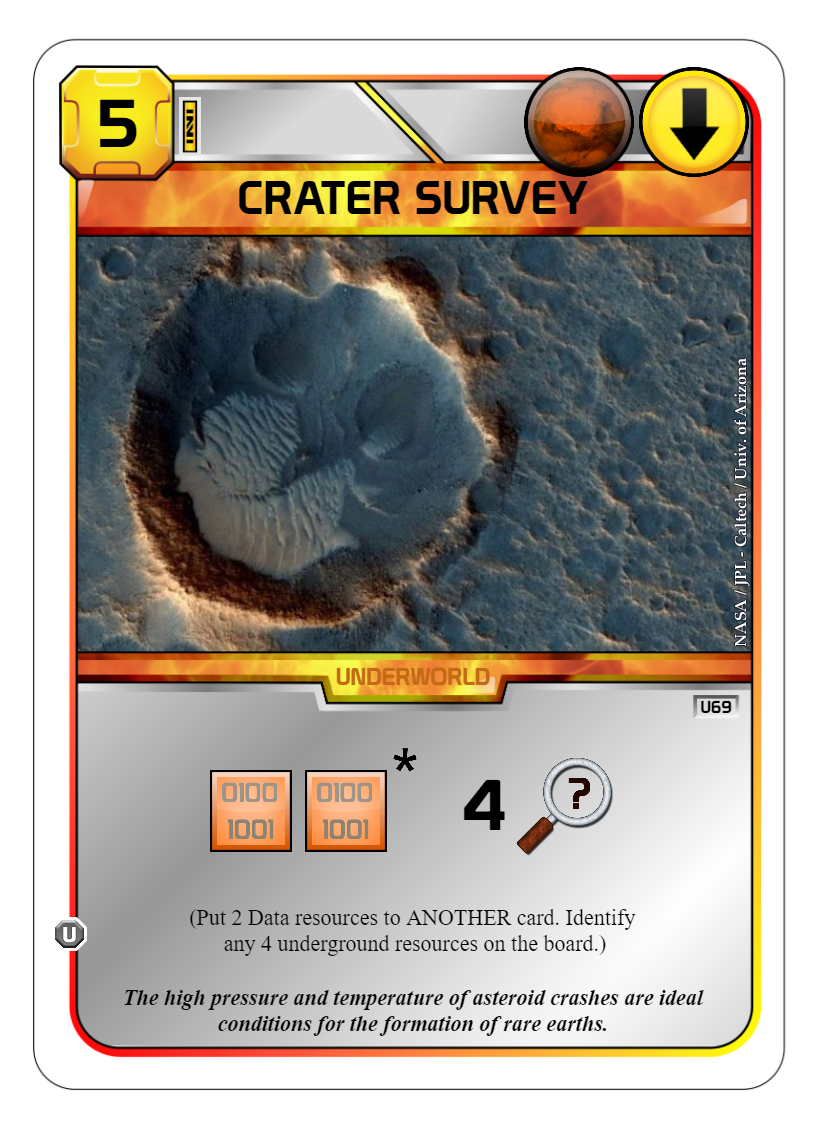 5
CRATER SURVEY
NASA / JPL - Caltech / Univ. of Arizona
UNDERWORLD
U69
0100 0100 *
1001 1001
4 ?
(Put 2 Data resources to ANOTHER card. Identify
any 4 underground resources on the board.)
U
The high pressure and temperature of asteroid crashes are ideal
conditions for the formation of rare earths.